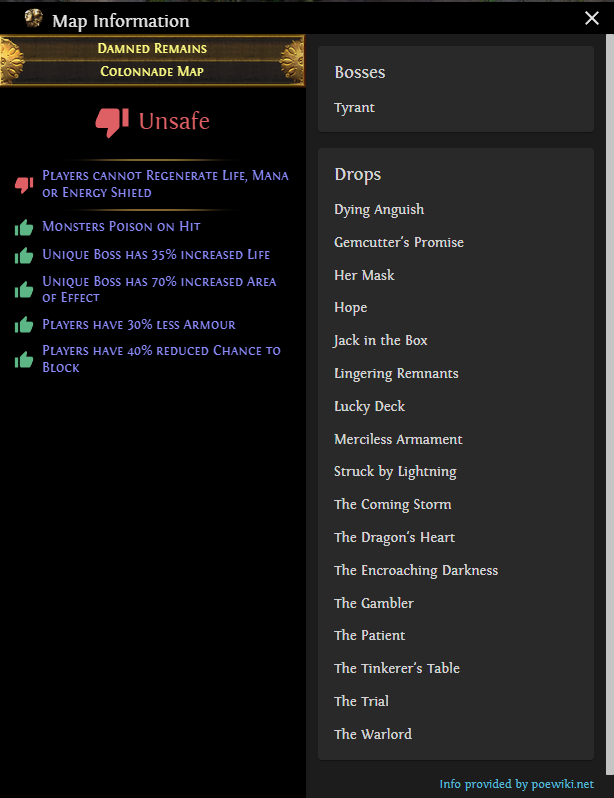 Map Information
Damned Remains
Colonnade Map
Unsafe
Players cannot Regenerate Life, Mana
or Energy Shield
Monsters Poison on Hit
Unique Boss has 35% increased Life
Unique Boss has 70% increased Area
of Effect
Players have 30% less Armour
Players have 40% reduced Chance to
Block
Bosses
Tyrant
Drops
Dying Anguish
Gemcutter's Promise
Her Mask
Hope
Jack in the Box
Lingering Remnants
Lucky Deck
Merciless Armament
Struck by Lightning
The Coming Storm
The Dragon's Heart
The Encroaching Darkness
The Gambler
The Patient
The Tinkerer's Table
The Trial
The Warlord
Info provided by poewiki.net